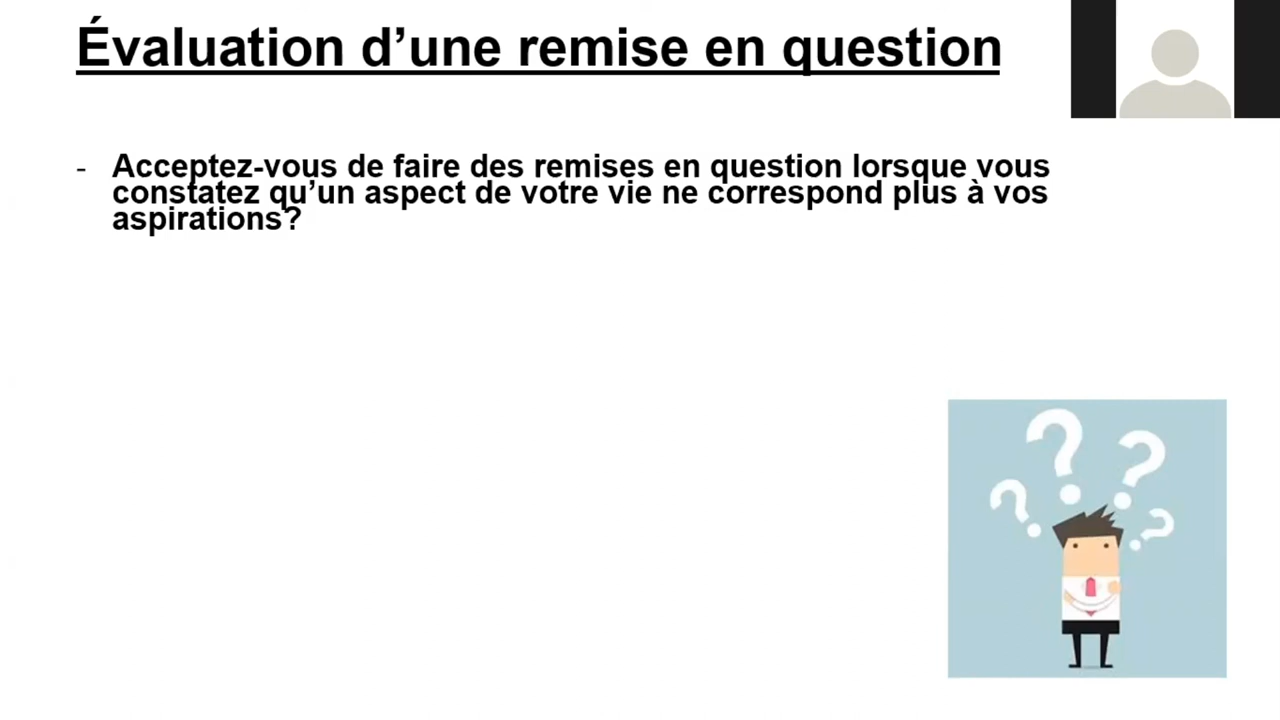 Évaluation d’une remise en question
- Acceptez-vous de faire des remises en question lorsque vous
constatez qu’un aspect de votre vie ne correspond plus à vos
aspirations?
? ? ? ?